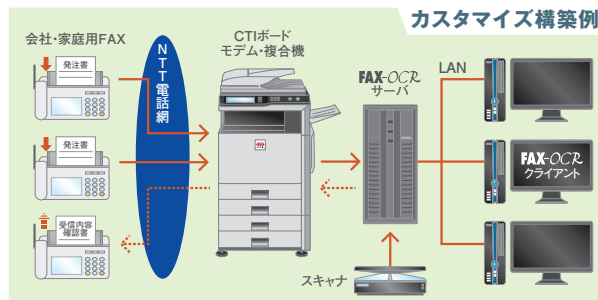 カスタマイズ構築例
会社・家庭用FAX
発注書
発注書
受信内容
確認書
NTT電話網
CTIボード
モデム・複合機
FAX-OCR
サーバ
スキャナ
LAN
FAX-OCR
クライアント